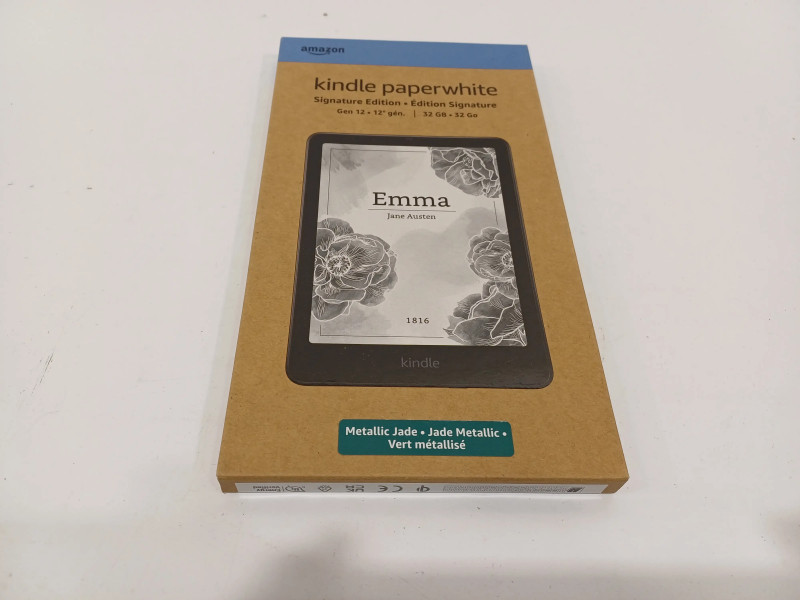 amazon
kindle paperwhite
Signature Edition • Édition Signature
Gen 12 • 12ᵉ gén. | 32 GB • 32 Go
Emma
Jane Austen
1816
kindle
Metallic Jade • Jade Metallic •
Vert métallisé